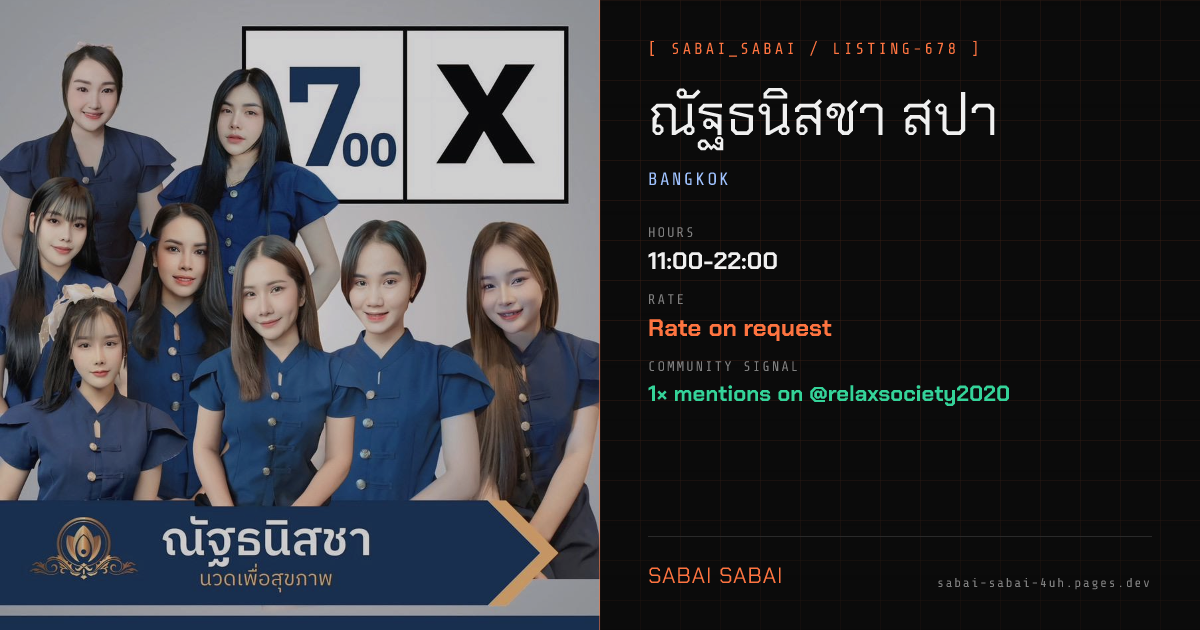 700
X
ณัฐธนิสชา
นวดเพื่อสุขภาพ
[ SABAI_SABAI / LISTING-678 ]
ณัฐธนิสชา สปา
BANGKOK
HOURS
11:00-22:00
RATE
Rate on request
COMMUNITY SIGNAL
1× mentions on @relaxsociety2020
SABAI SABAI
sabai-sabai-4uh.pages.dev